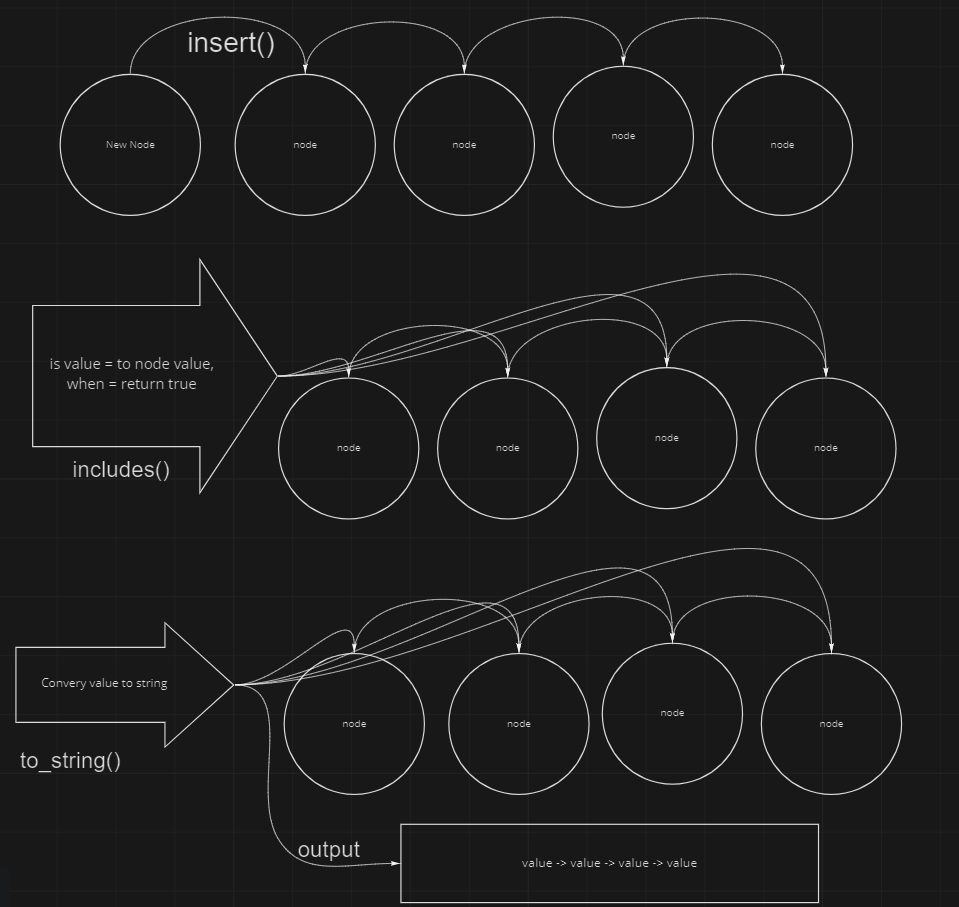 insert()
New Node
node
node
node
node
is value = to node value,
when = return true
includes()
node
node
node
node
Convery value to string
to_string()
node
node
node
node
output
value -> value -> value -> value